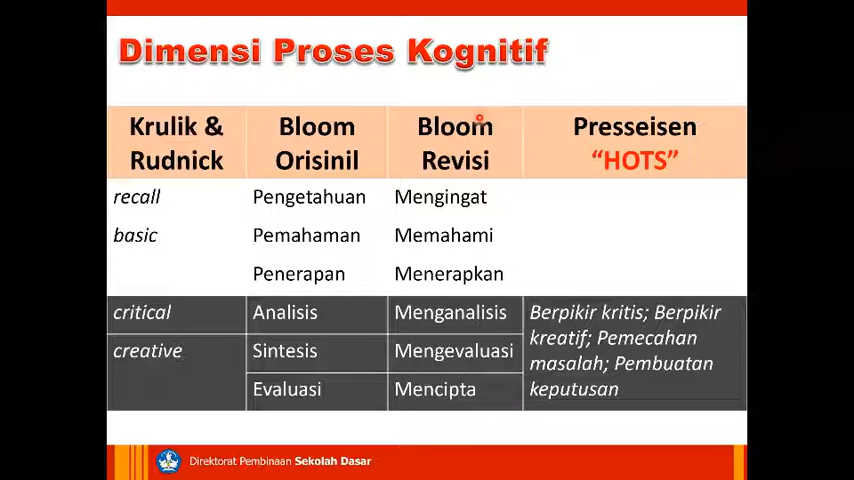 Dimensi Proses Kognitif
Krulik & Rudnick
Bloom Orisinil
Bloom Revisi
Presseisen "HOTS"
recall
Pengetahuan
Mengingat
basic
Pemahaman
Memahami
Penerapan
Menerapkan
critical
Analisis
Menganalisis
Berpikir kritis; Berpikir
kreatif; Pemecahan
masalah; Pembuatan
keputusan
creative
Sintesis
Mengevaluasi
Evaluasi
Mencipta
Direktorat Pembinaan Sekolah Dasar